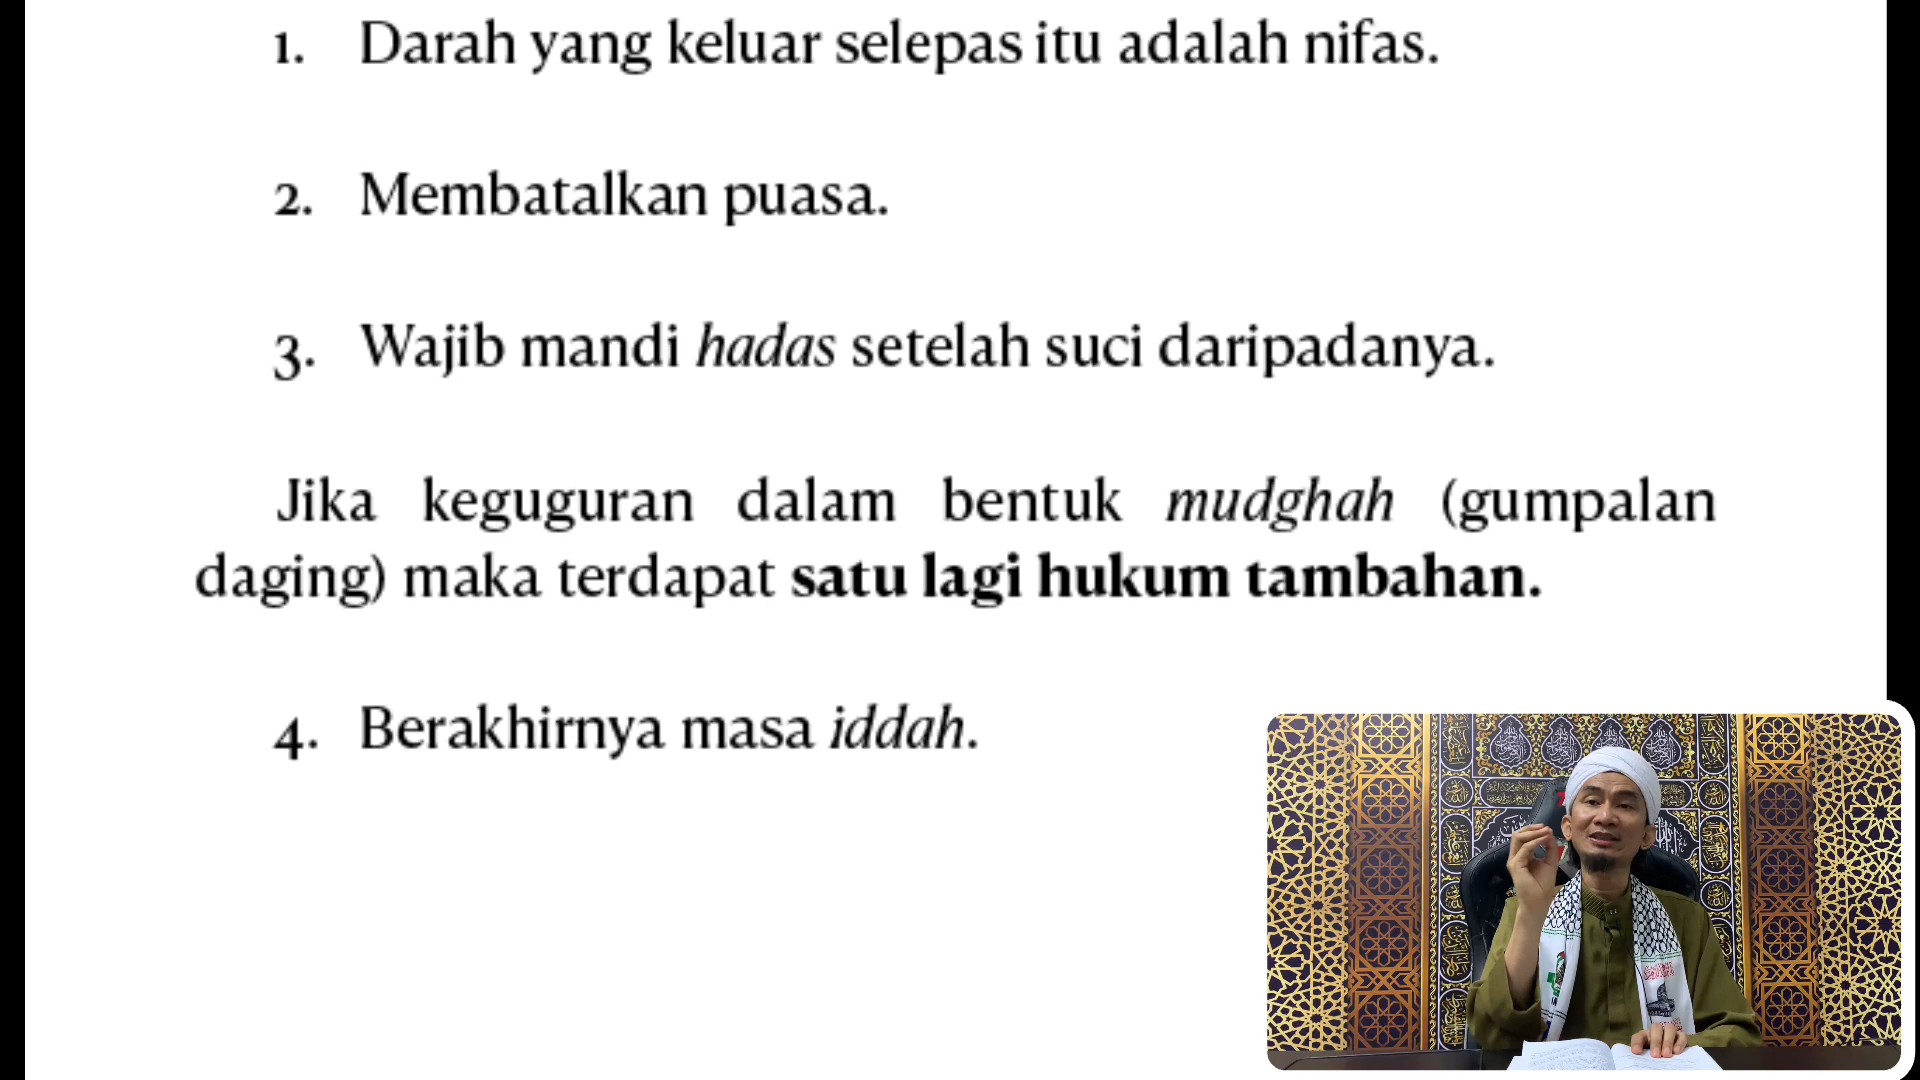 1. Darah yang keluar selepas itu adalah nifas.
2. Membatalkan puasa.
3. Wajib mandi hadas setelah suci daripadanya.
Jika keguguran dalam bentuk mudghah (gumpalan
daging) maka terdapat satu lagi hukum tambahan.
4. Berakhirnya masa iddah.